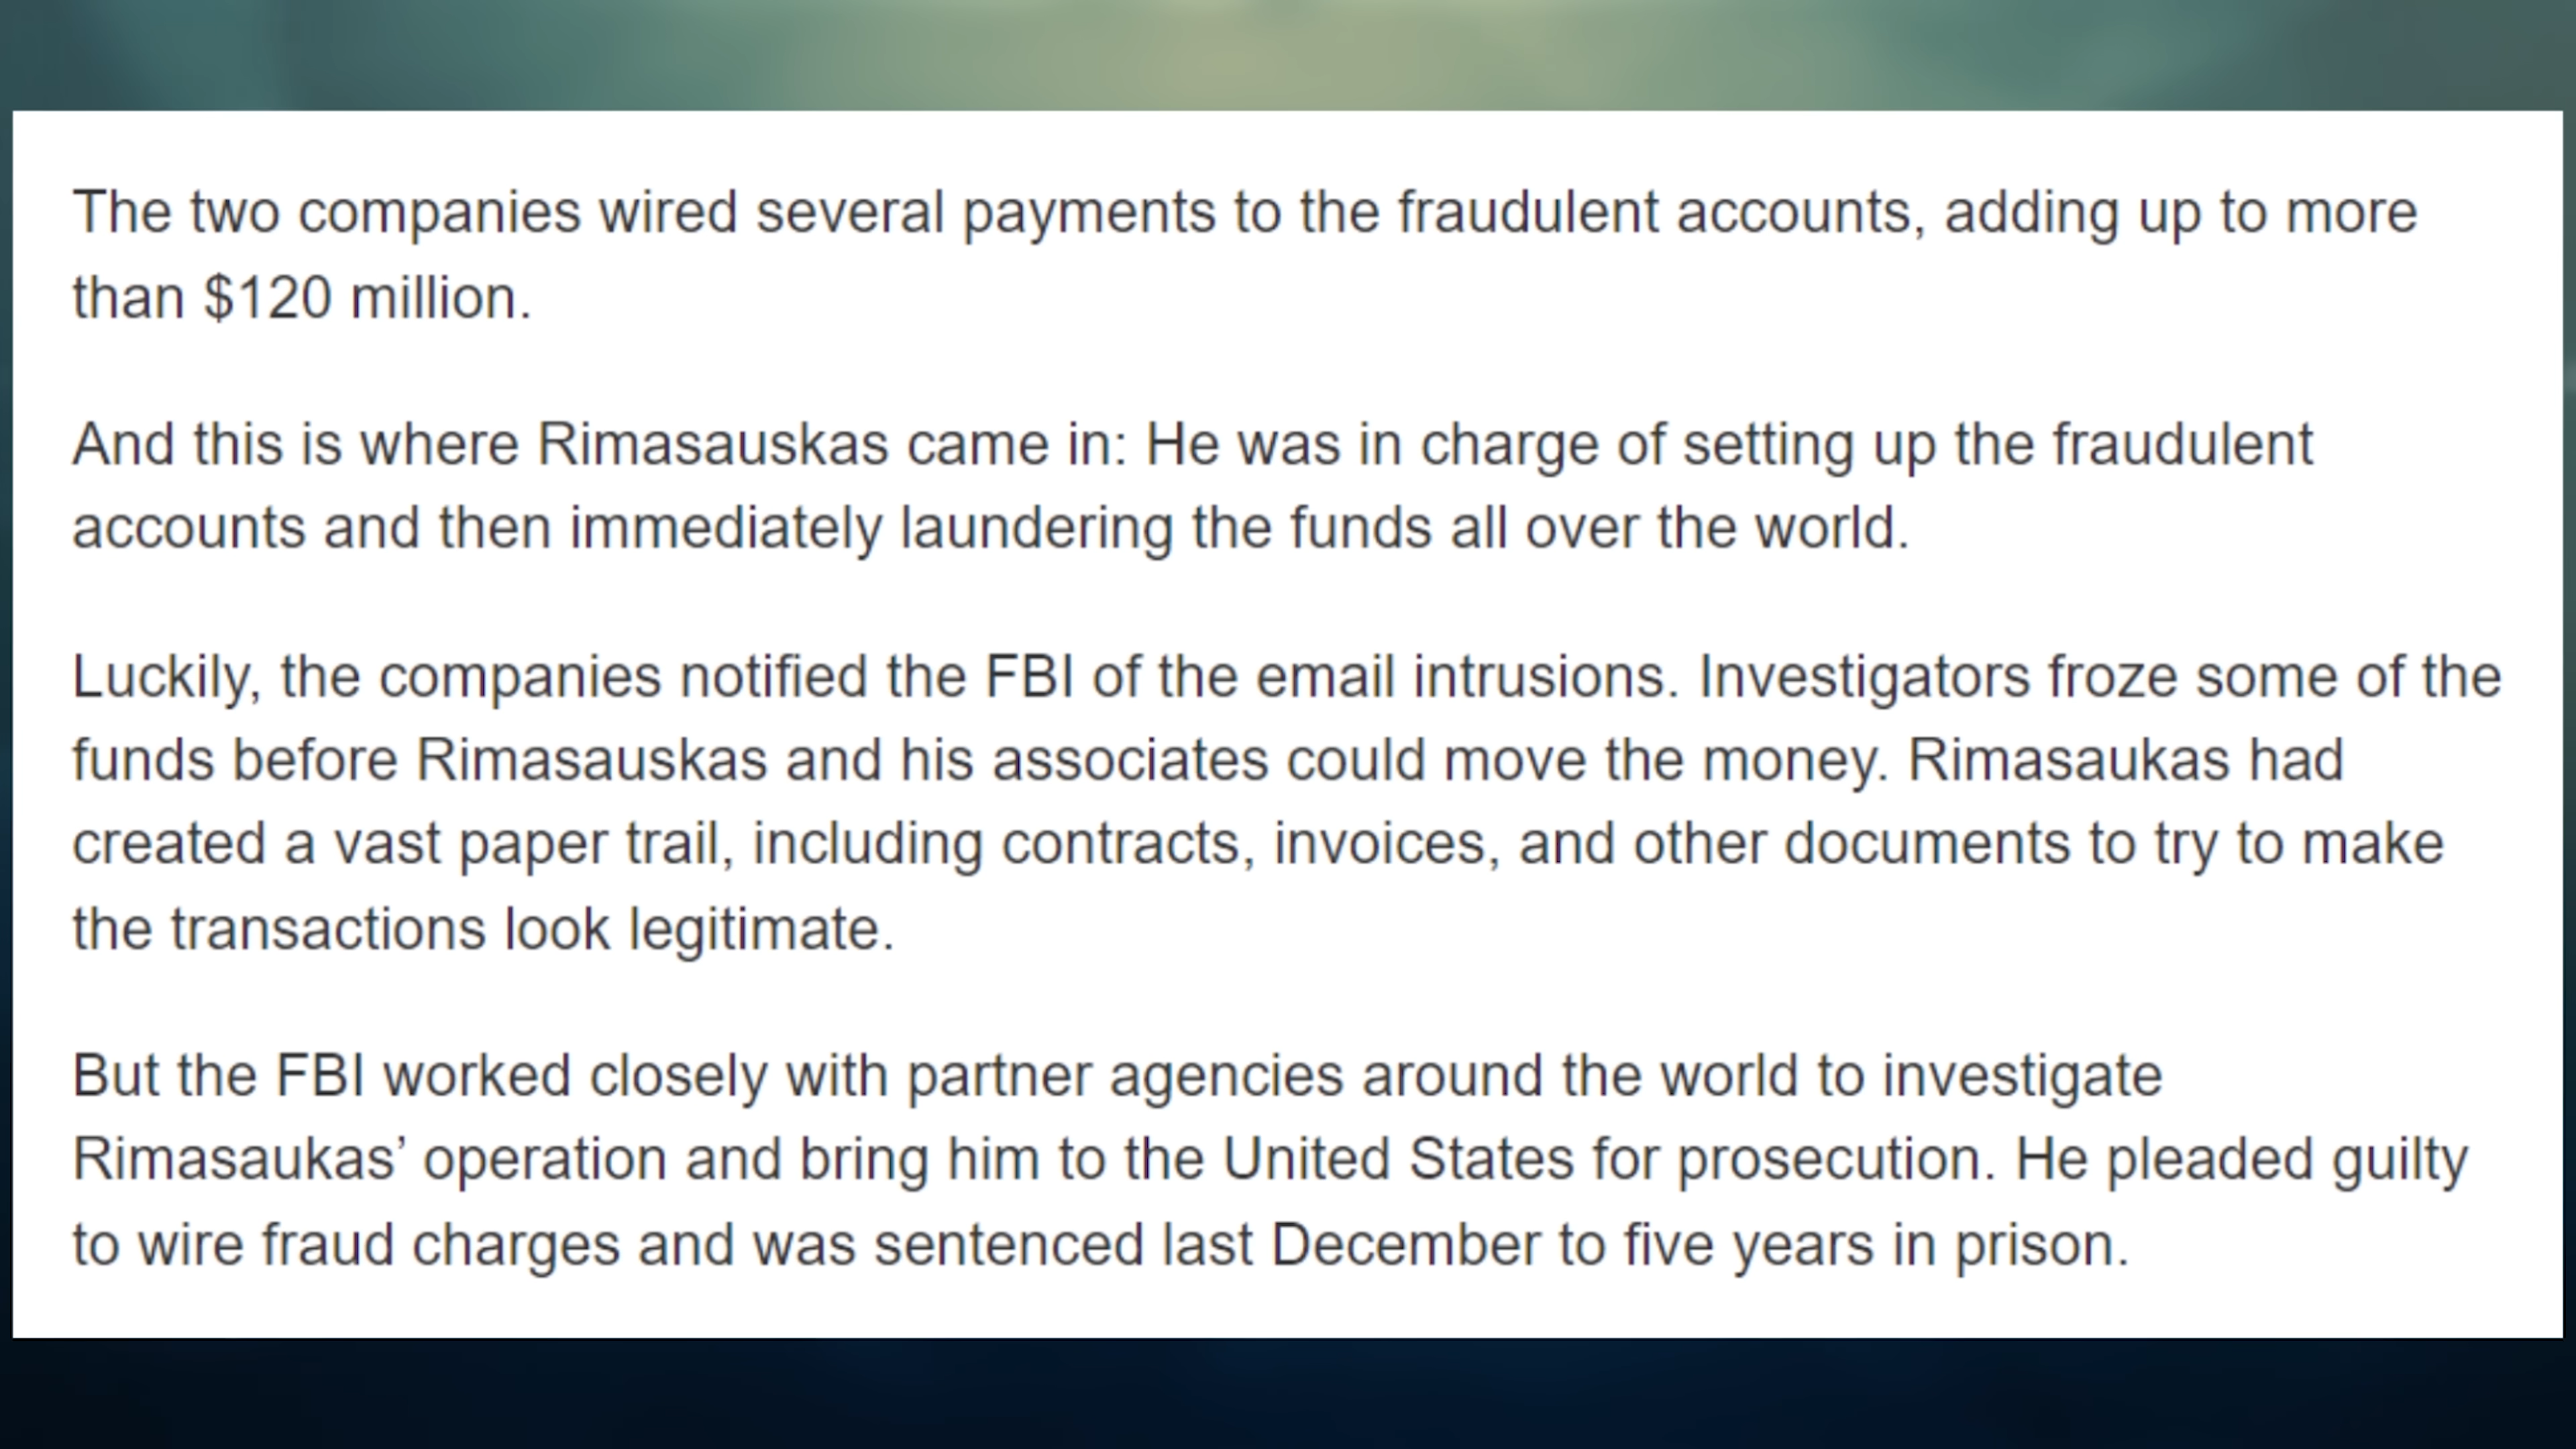 The two companies wired several payments to the fraudulent accounts, adding up to more
than $120 million.
And this is where Rimasauskas came in: He was in charge of setting up the fraudulent
accounts and then immediately laundering the funds all over the world.
Luckily, the companies notified the FBI of the email intrusions. Investigators froze some of the
funds before Rimasauskas and his associates could move the money. Rimasaukas had
created a vast paper trail, including contracts, invoices, and other documents to try to make
the transactions look legitimate.
But the FBI worked closely with partner agencies around the world to investigate
Rimasaukas’ operation and bring him to the United States for prosecution. He pleaded guilty
to wire fraud charges and was sentenced last December to five years in prison.